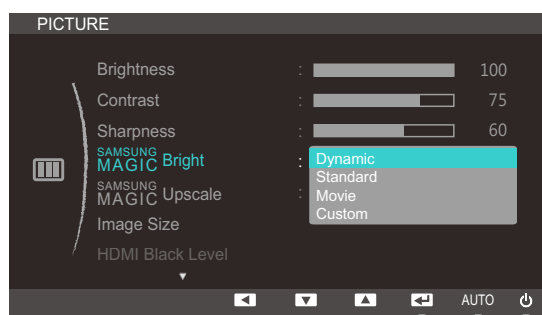 PICTURE
Brightness : 100
Contrast : 75
Sharpness : 60
SAMSUNG
MAGIC Bright :
Dynamic
Standard
Movie
Custom
SAMSUNG
MAGIC Upscale :
Image Size
HDMI Black Level
AUTO